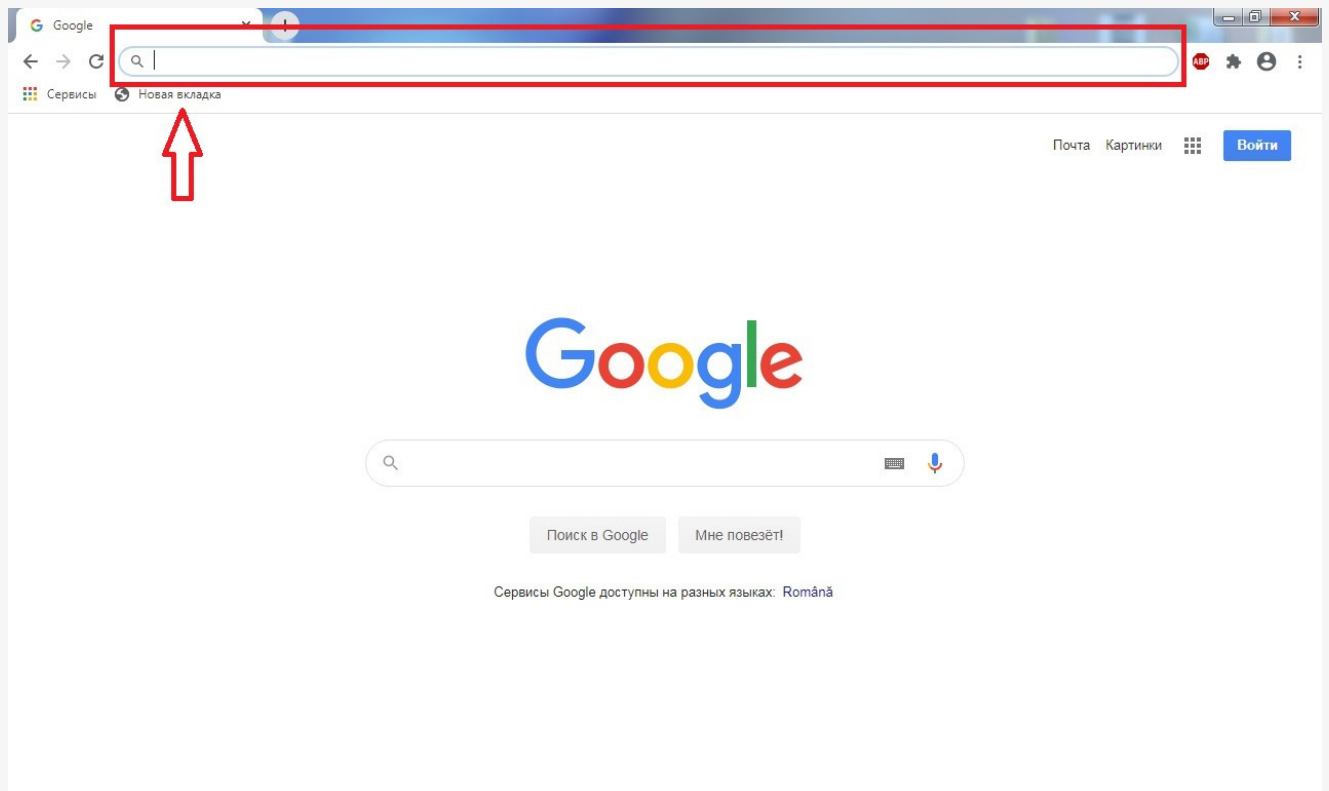 Google
ABP
Сервисы Новая вкладка
Почта Картинки Войти
Google
Поиск в Google Мне повезёт!
Сервисы Google доступны на разных языках: Română